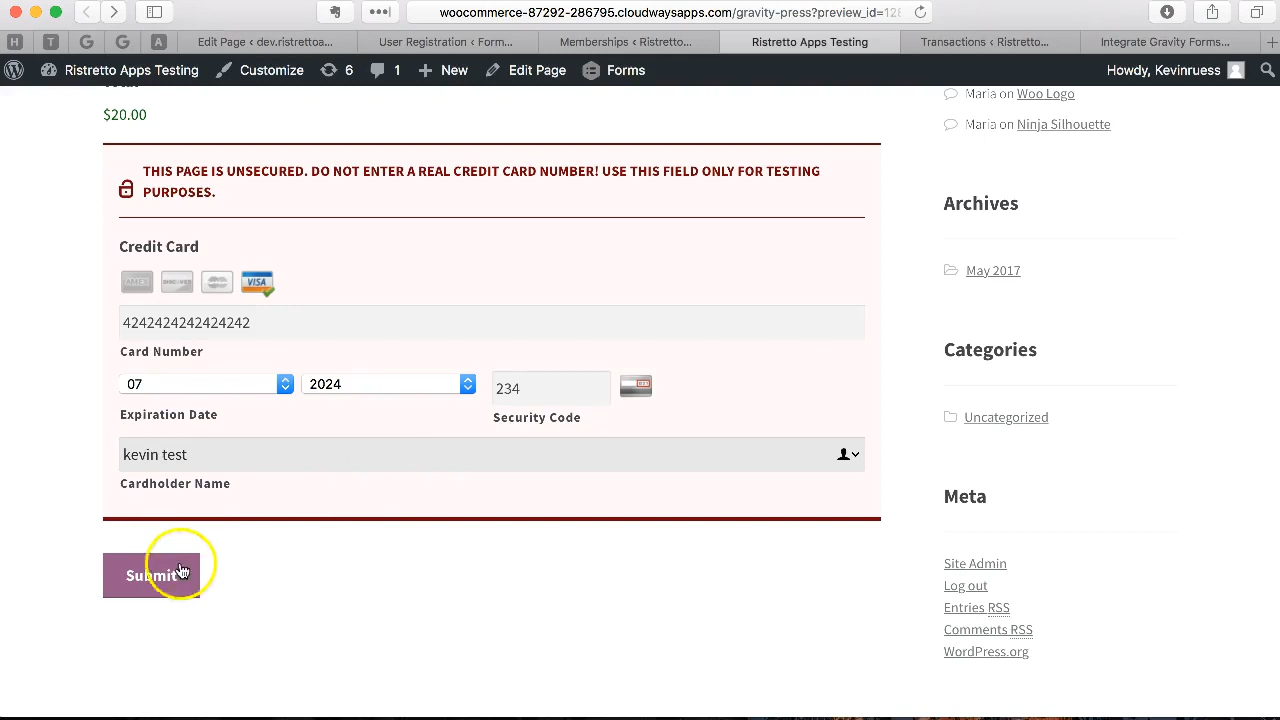 woocommerce-87292-286795.cloudwaysapps.com/gravity-press?preview_id=128
Edit Page < dev.ristrettoa...
User Registration < Form...
Memberships < Ristretto...
Ristretto Apps Testing
Transactions < Ristretto...
Integrate Gravity Forms...
H
T
G
G
A
Ristretto Apps Testing
Customize
6
1
New
Edit Page
Forms
Howdy, Kevinruess
$20.00
THIS PAGE IS UNSECURED. DO NOT ENTER A REAL CREDIT CARD NUMBER! USE THIS FIELD ONLY FOR TESTING
PURPOSES.
Credit Card
AMEX
DISCOVER
VISA
4242424242424242
Card Number
07
2024
234
Expiration Date
Security Code
kevin test
Cardholder Name
Submit
Maria on Woo Logo
Maria on Ninja Silhouette
Archives
May 2017
Categories
Uncategorized
Meta
Site Admin
Log out
Entries RSS
Comments RSS
WordPress.org